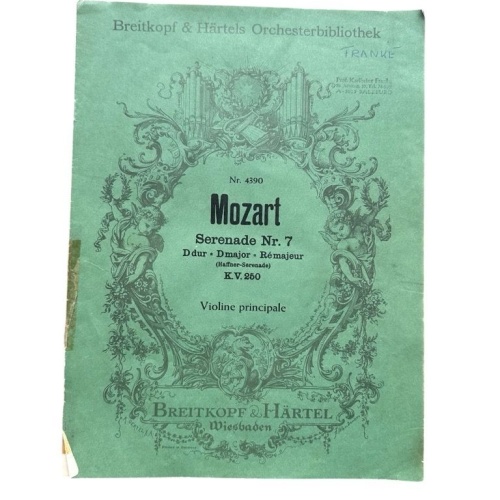 Breitkopf & Härtels Orchesterbibliothek
FRANKE
Nr. 4390
Mozart
Serenade Nr. 7
D dur • D major • Ré majeur
(Haffner-Serenade)
K.V. 250
Violine principale
BREITKOPF & HÄRTEL
Wiesbaden